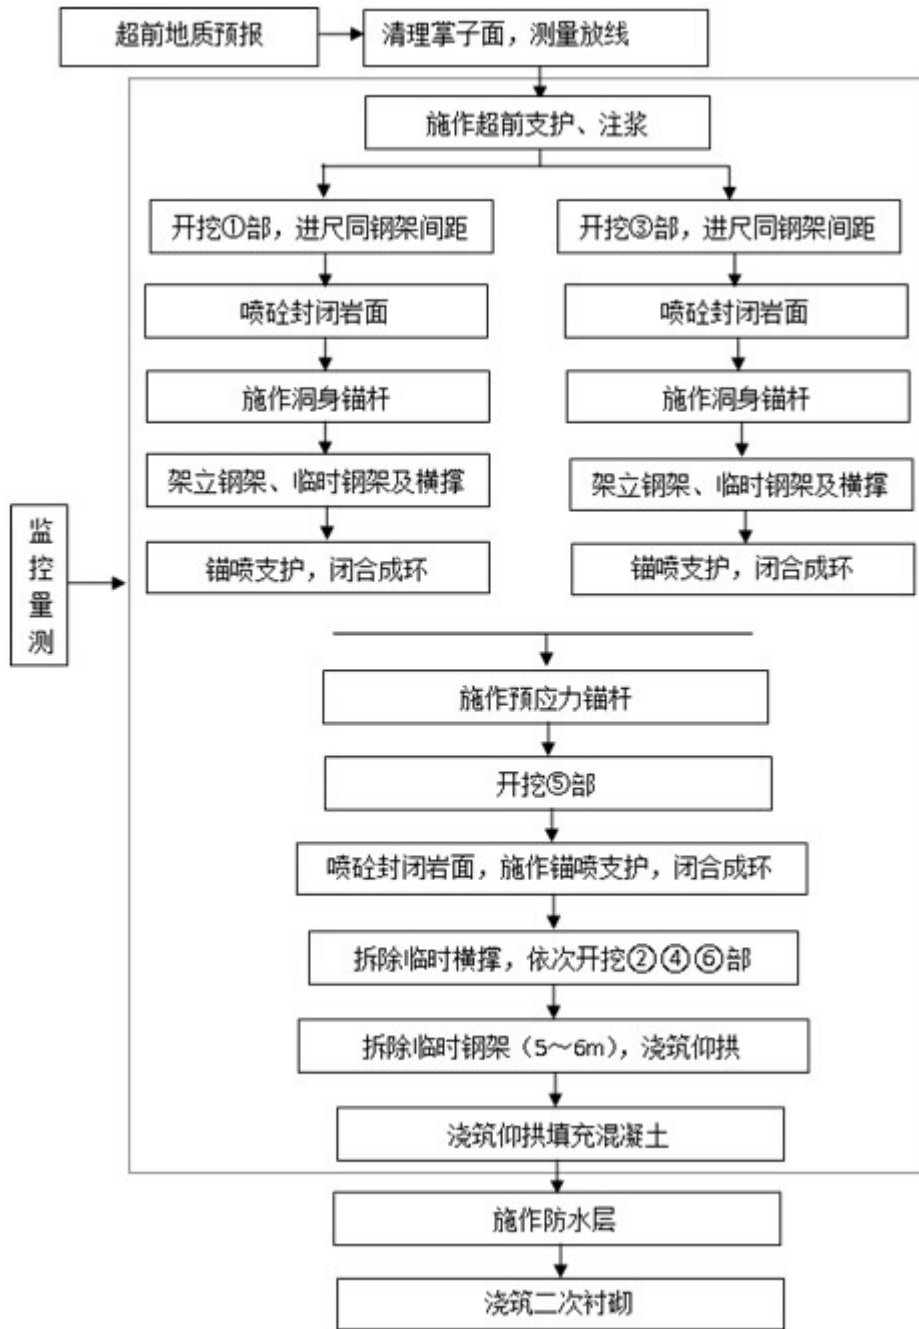 超前地质预报
清理掌子面，测量放线
施作超前支护、注浆
开挖①部，进尺同钢架间距
开挖③部，进尺同钢架间距
喷砼封闭岩面
喷砼封闭岩面
施作洞身锚杆
施作洞身锚杆
架立钢架、临时钢架及横撑
架立钢架、临时钢架及横撑
监
控
量
测
锚喷支护，闭合成环
锚喷支护，闭合成环
施作预应力锚杆
开挖⑤部
喷砼封闭岩面，施作锚喷支护，闭合成环
拆除临时横撑，依次开挖②④⑥部
拆除临时钢架（5～6m），浇筑仰拱
浇筑仰拱填充混凝土
施作防水层
浇筑二次衬砌